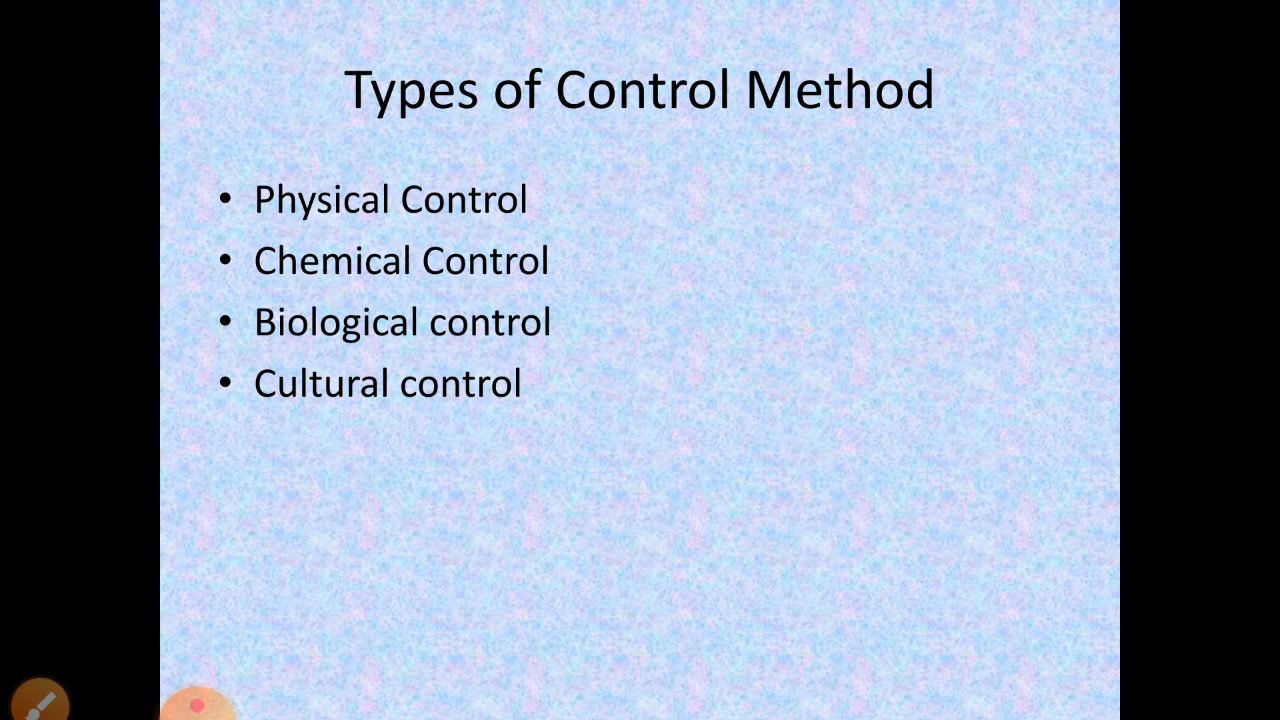 Types of Control Method
• Physical Control
• Chemical Control
• Biological control
• Cultural control